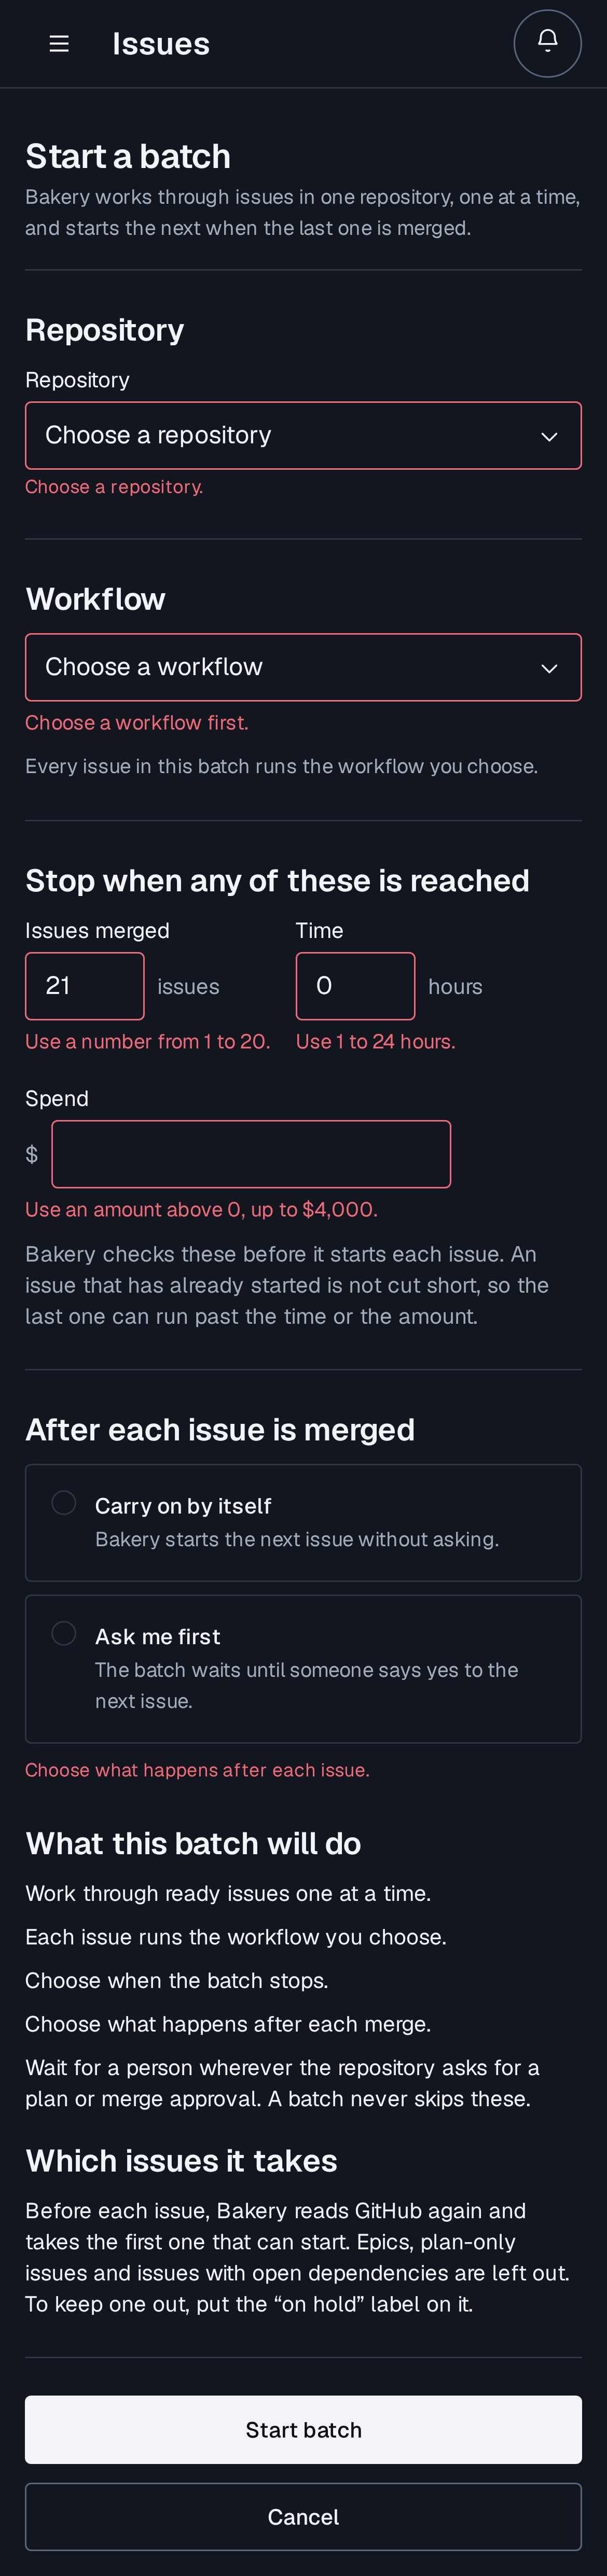 Issues
Start a batch
Bakery works through issues in one repository, one at a time,
and starts the next when the last one is merged.
Repository
Repository
Choose a repository
Choose a repository.
Workflow
Choose a workflow
Choose a workflow first.
Every issue in this batch runs the workflow you choose.
Stop when any of these is reached
Issues merged
21 issues
Use a number from 1 to 20.
Time
0 hours
Use 1 to 24 hours.
Spend
$
Use an amount above 0, up to $4,000.
Bakery checks these before it starts each issue. An
issue that has already started is not cut short, so the
last one can run past the time or the amount.
After each issue is merged
Carry on by itself
Bakery starts the next issue without asking.
Ask me first
The batch waits until someone says yes to the
next issue.
Choose what happens after each issue.
What this batch will do
Work through ready issues one at a time.
Each issue runs the workflow you choose.
Choose when the batch stops.
Choose what happens after each merge.
Wait for a person wherever the repository asks for a
plan or merge approval. A batch never skips these.
Which issues it takes
Before each issue, Bakery reads GitHub again and
takes the first one that can start. Epics, plan-only
issues and issues with open dependencies are left out.
To keep one out, put the “on hold” label on it.
Start batch
Cancel